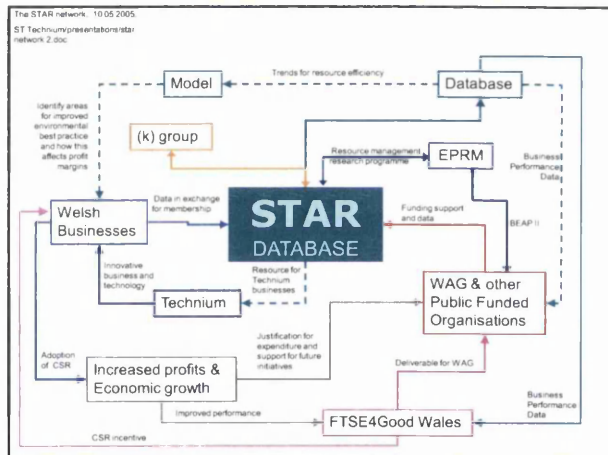 The STAR network. 10.05.2005.
ST Technium/presentations/star
network 2.doc
Model
Trends for resource efficiency
Database
Identify areas
for improved
environmental
best practice
and how this
affects profit
margins
(k) group
Resource management
research programme
EPRM
Business
Performance
Data
Welsh
Businesses
Data in exchange
for membership
STAR
DATABASE
Funding support
and data
BEAP II
Innovative
business and
technology
Technium
Resource for
Technium
businesses
WAG & other
Public Funded
Organisations
Adoption
of CSR
Increased profits &
Economic growth
Justification for
expenditure and
support for future
initiatives
Deliverable for WAG
Improved performance
FTSE4Good Wales
Business
Performance
Data
CSR incentive